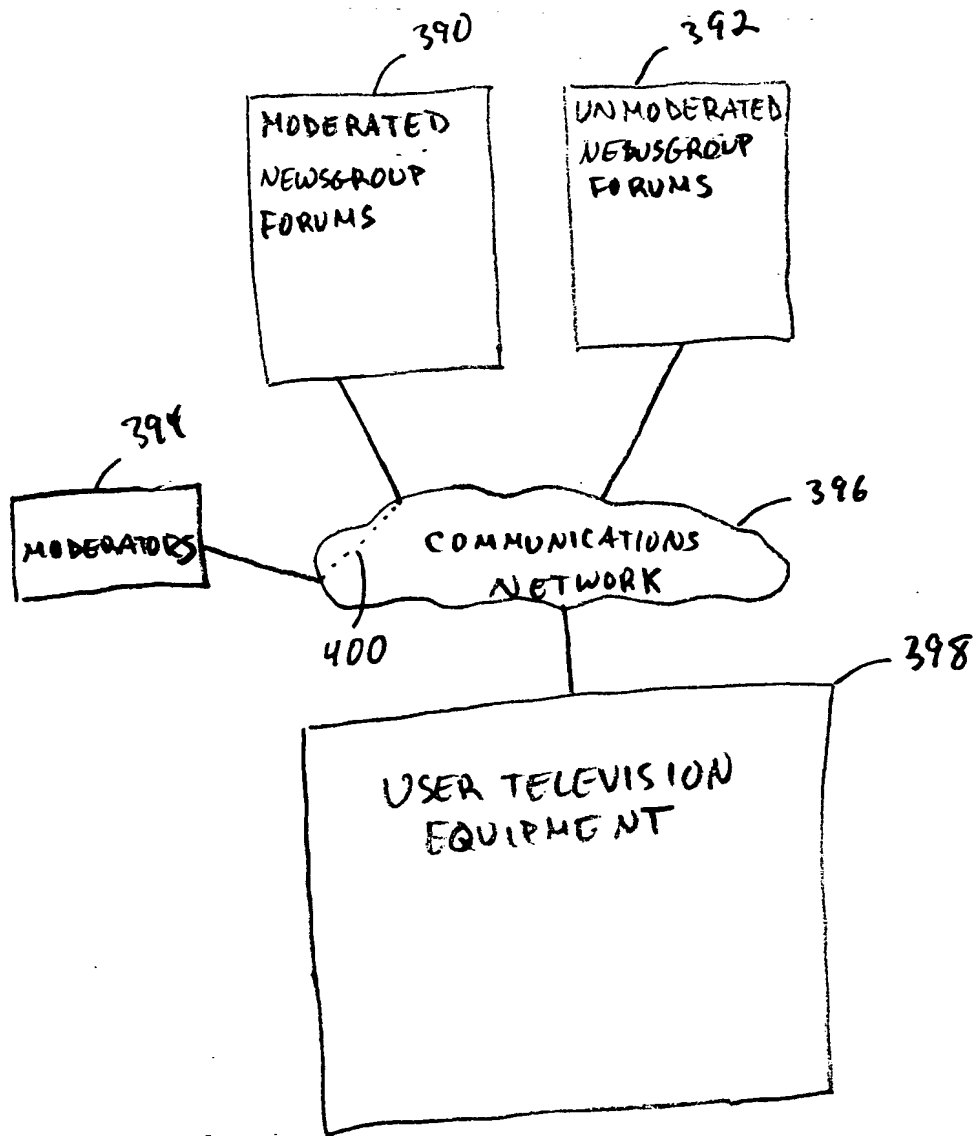 390
392
MODERATED
NEWSGROUP
FORUMS
UNMODERATED
NEWSGROUP
FORUMS
394
MODERATORS
396
COMMUNICATIONS
NETWORK
400
398
USER TELEVISION
EQUIPMENT